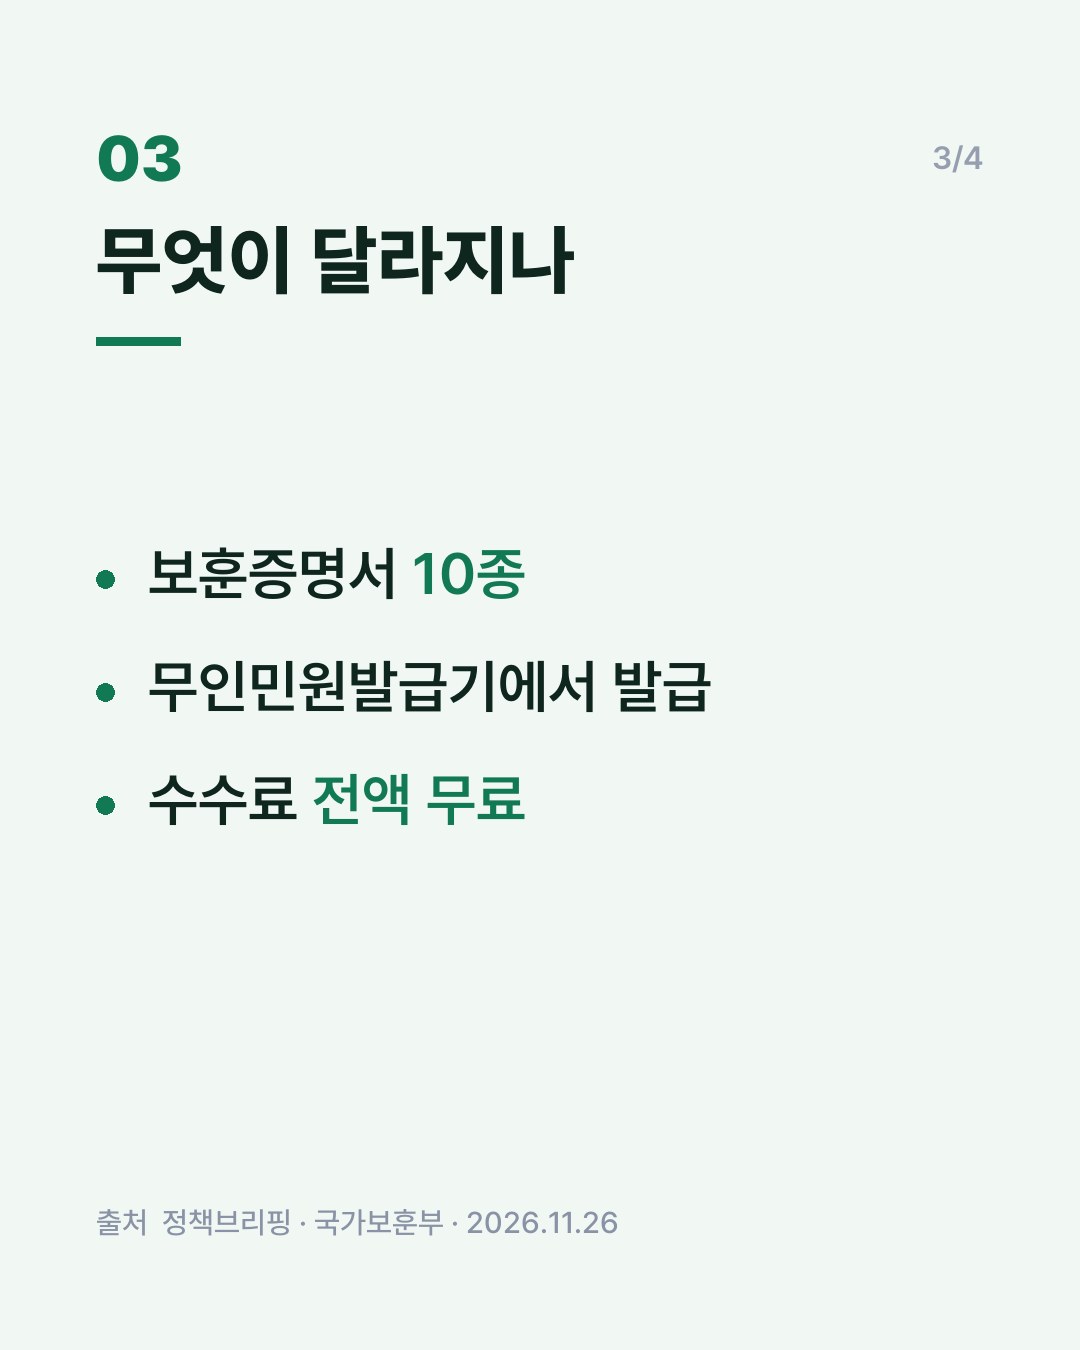 03
3/4
무엇이 달라지나
보훈증명서 10종
무인민원발급기에서 발급
수수료 전액 무료
출처 정책브리핑 · 국가보훈부 · 2026.11.26